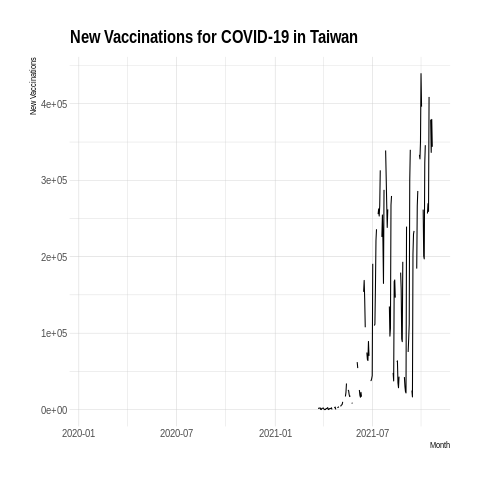 New Vaccinations for COVID-19 in Taiwan
New Vaccinations
4e+05
3e+05
2e+05
1e+05
0e+00
2020-01
2020-07
2021-01
2021-07
Month